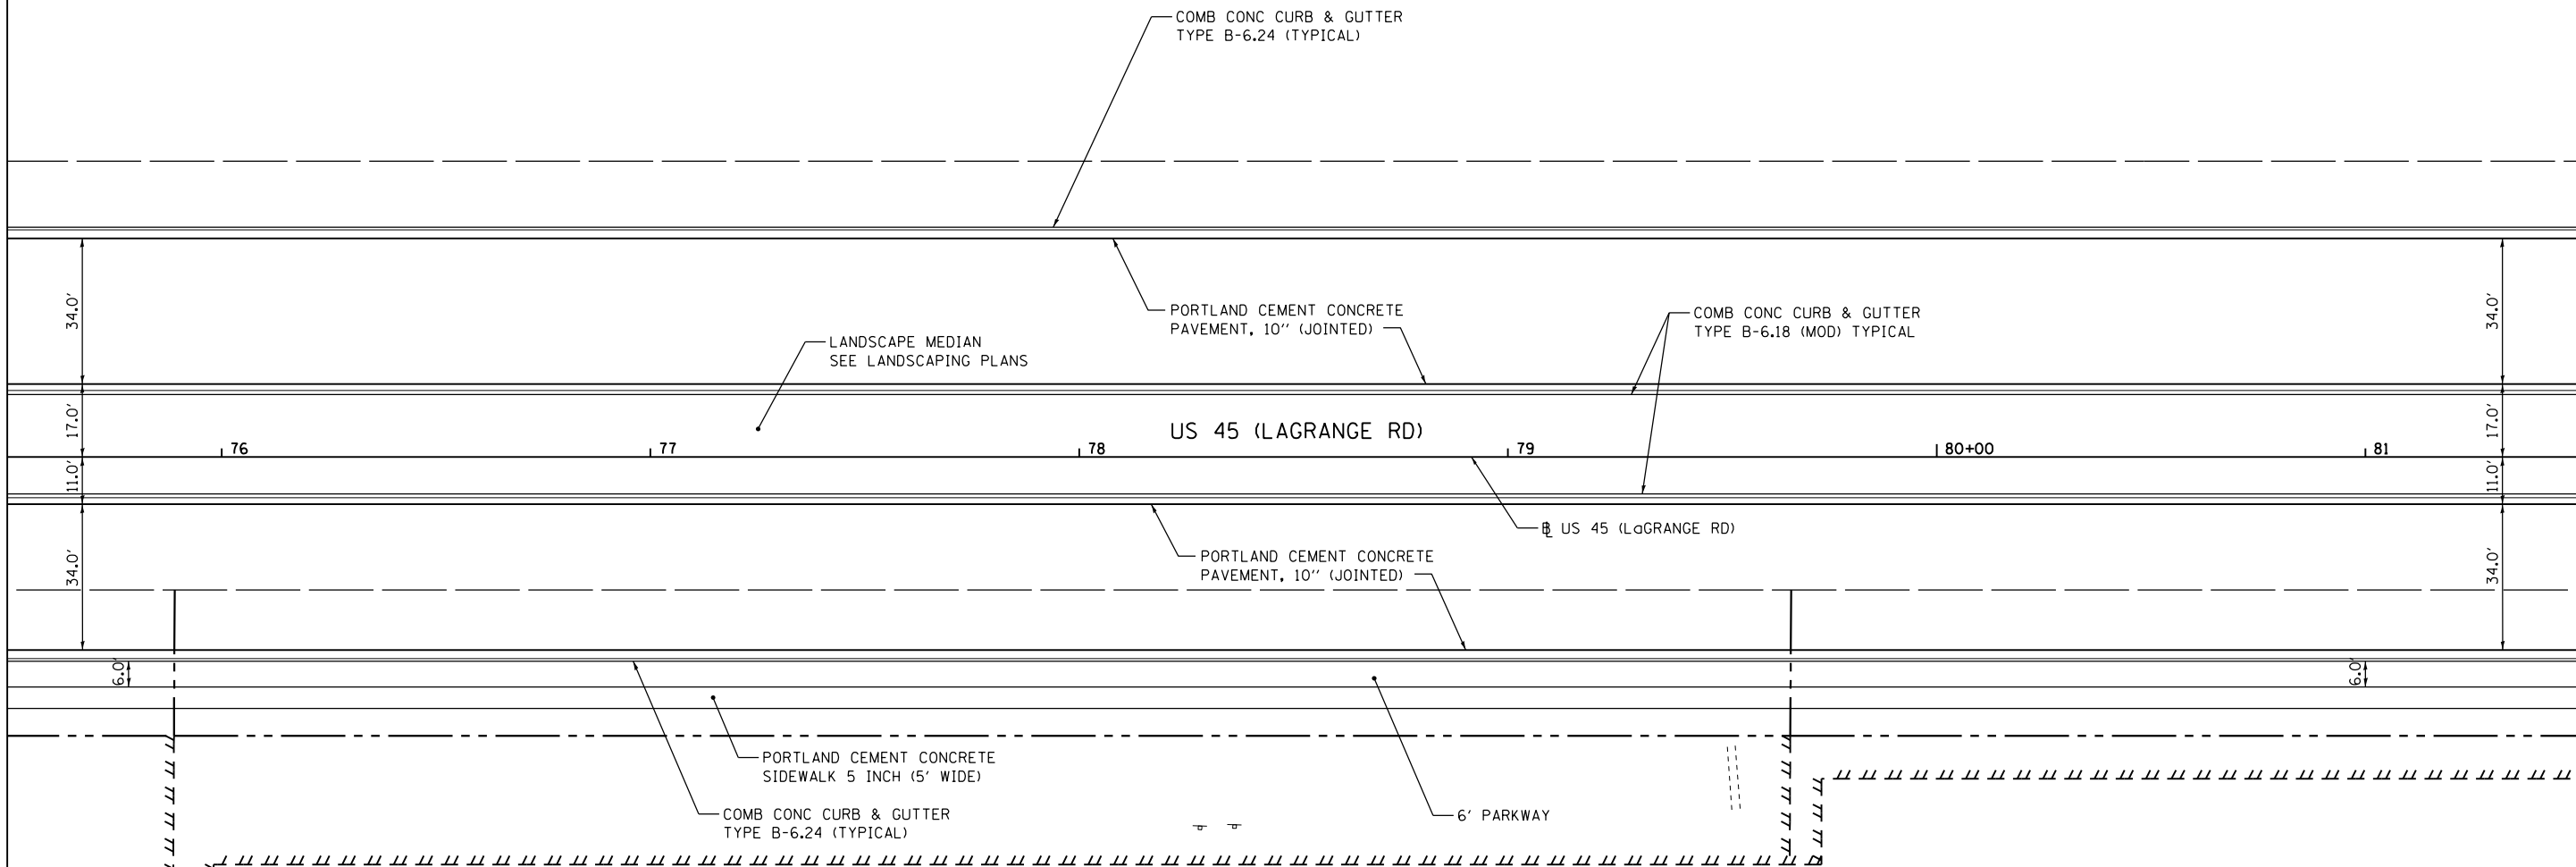 COMB CONC CURB & GUTTER
TYPE B-6.24 (TYPICAL)
34.0'
34.0'
PORTLAND CEMENT CONCRETE
PAVEMENT, 10'' (JOINTED)
COMB CONC CURB & GUTTER
TYPE B-6.18 (MOD) TYPICAL
LANDSCAPE MEDIAN
SEE LANDSCAPING PLANS
17.0'
17.0'
US 45 (LAGRANGE RD)
76
77
78
79
80+00
81
11.0'
11.0'
℄ US 45 (LaGRANGE RD)
34.0'
34.0'
PORTLAND CEMENT CONCRETE
PAVEMENT, 10'' (JOINTED)
6.0'
6.0'
PORTLAND CEMENT CONCRETE
SIDEWALK 5 INCH (5' WIDE)
COMB CONC CURB & GUTTER
TYPE B-6.24 (TYPICAL)
6' PARKWAY